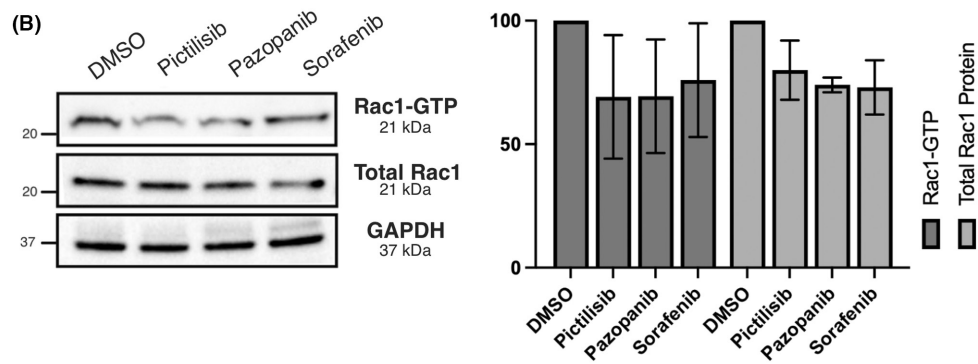 (B)
DMSO
Pictilisib
Pazopanib
Sorafenib
Rac1-GTP
21 kDa
20
Total Rac1
21 kDa
20
GAPDH
37 kDa
37
100
50
0
DMSO
Pictilisib
Pazopanib
Sorafenib
DMSO
Pictilisib
Pazopanib
Sorafenib
Rac1-GTP
Total Rac1 Protein